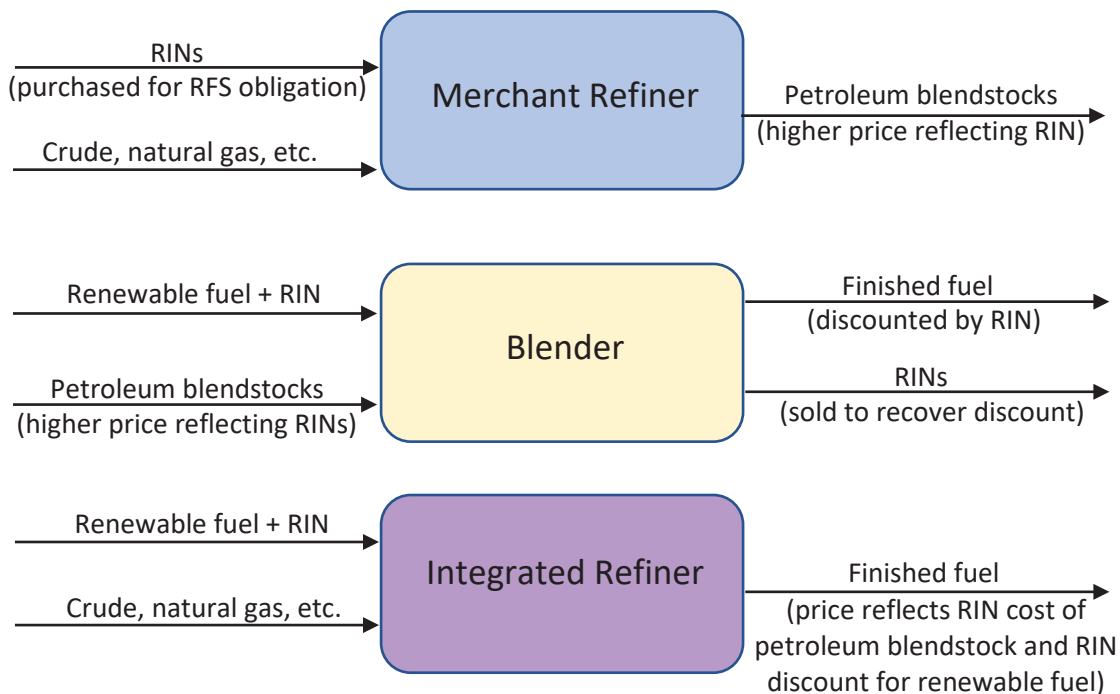 RINs
(purchased for RFS obligation)
Crude, natural gas, etc.
Merchant Refiner
Petroleum blendstocks
(higher price reflecting RIN)
Renewable fuel + RIN
Petroleum blendstocks
(higher price reflecting RINs)
Blender
Finished fuel
(discounted by RIN)
RINs
(sold to recover discount)
Renewable fuel + RIN
Crude, natural gas, etc.
Integrated Refiner
Finished fuel
(price reflects RIN cost of
petroleum blendstock and RIN
discount for renewable fuel)